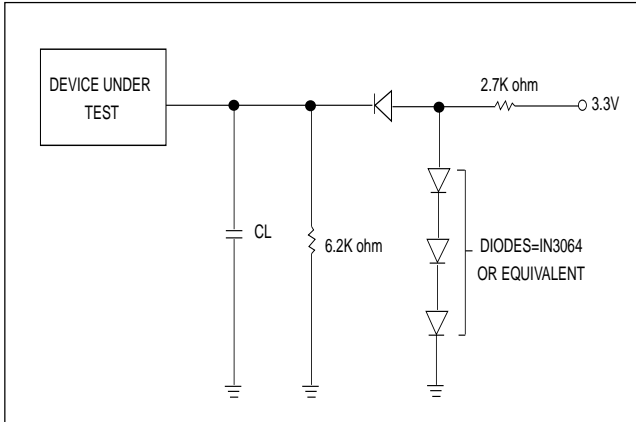 DEVICE UNDER
TEST
2.7K ohm
3.3V
CL
6.2K ohm
DIODES=IN3064
OR EQUIVALENT